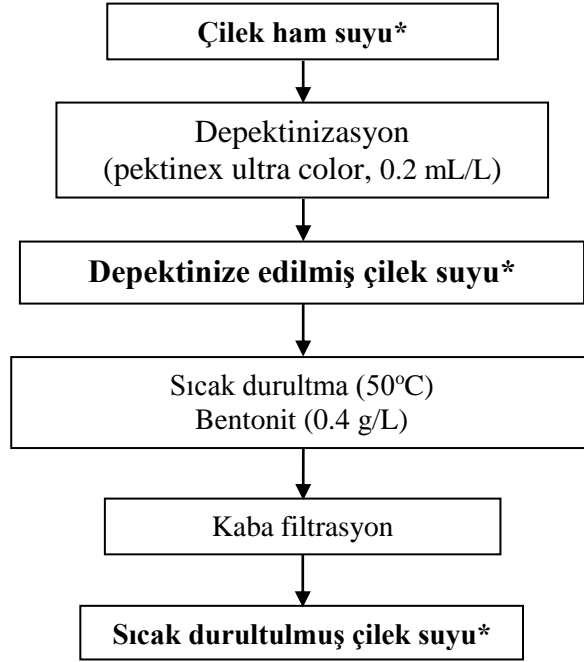 Çilek ham suyu*
Depektinizasyon
(pektinex ultra color, 0.2 mL/L)
Depektinize edilmiş çilek suyu*
Sıcak durultma (50°C)
Bentonit (0.4 g/L)
Kaba filtrasyon
Sıcak durultulmuş çilek suyu*